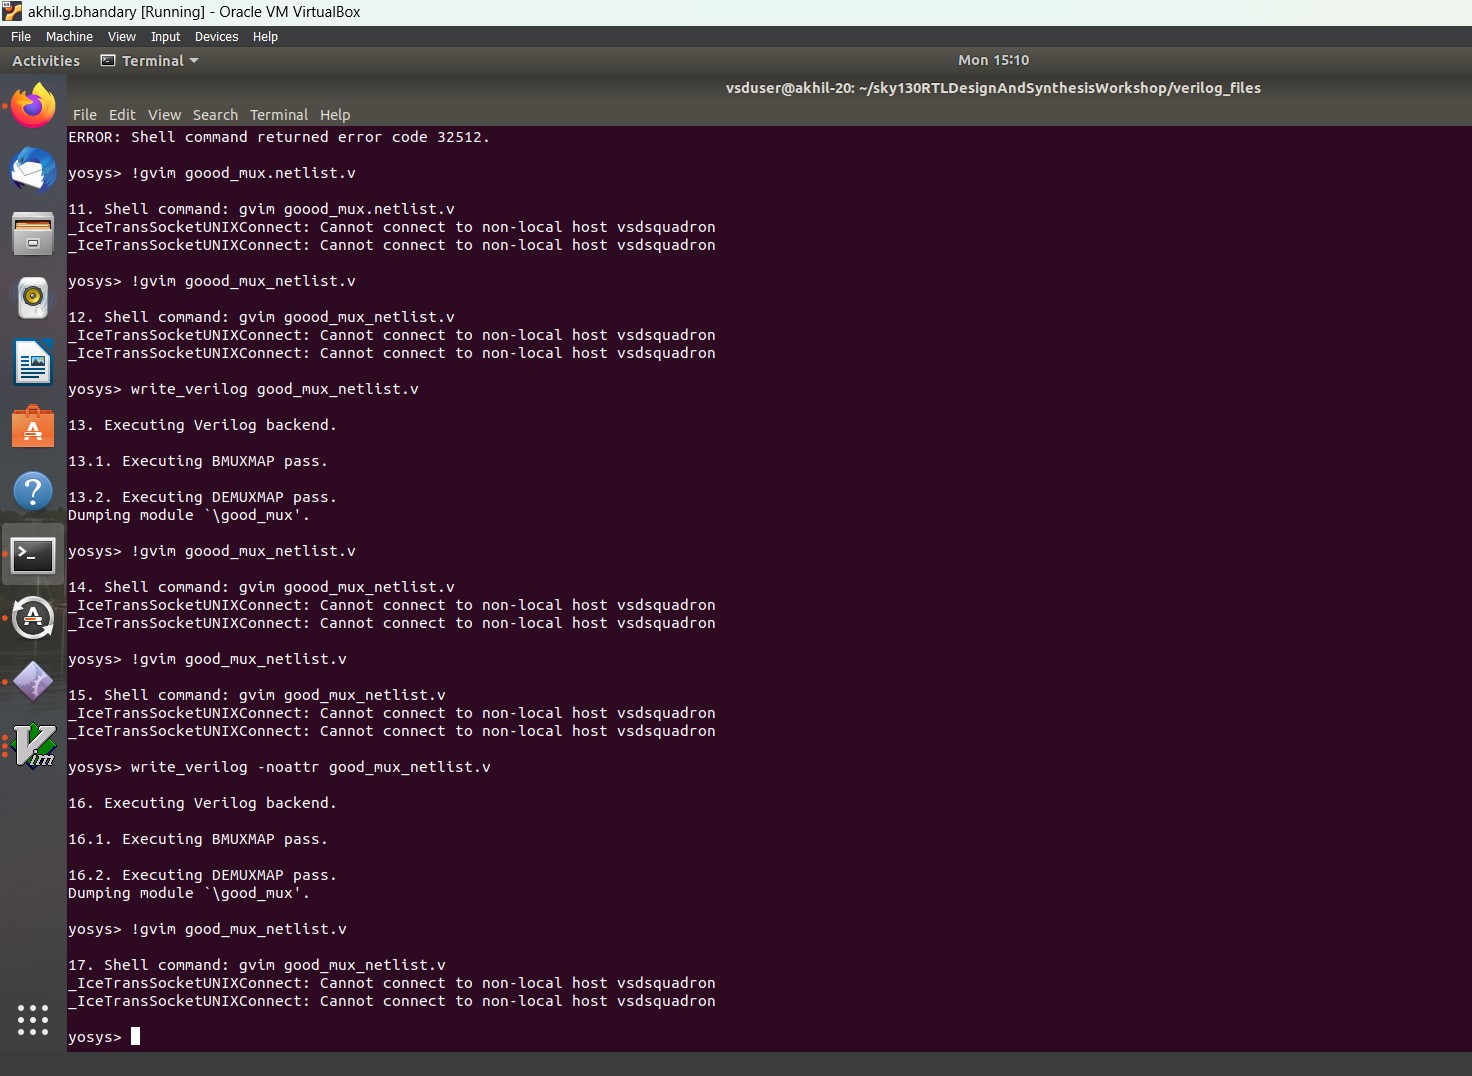 akhil.g.bhandary [Running] - Oracle VM VirtualBox
File Machine View Input Devices Help
Activities Terminal Mon 15:10
vsduser@akhil-20: ~/sky130RTLDesignAndSynthesisWorkshop/verilog_files
File Edit View Search Terminal Help
ERROR: Shell command returned error code 32512.
yosys> !gvim goood_mux.netlist.v
11. Shell command: gvim goood_mux.netlist.v
_IceTransSocketUNIXConnect: Cannot connect to non-local host vsdsquadron
_IceTransSocketUNIXConnect: Cannot connect to non-local host vsdsquadron
yosys> !gvim goood_mux_netlist.v
12. Shell command: gvim goood_mux_netlist.v
_IceTransSocketUNIXConnect: Cannot connect to non-local host vsdsquadron
_IceTransSocketUNIXConnect: Cannot connect to non-local host vsdsquadron
yosys> write_verilog good_mux_netlist.v
13. Executing Verilog backend.
13.1. Executing BMUXMAP pass.
13.2. Executing DEMUXMAP pass.
Dumping module `\good_mux'.
yosys> !gvim goood_mux_netlist.v
14. Shell command: gvim goood_mux_netlist.v
_IceTransSocketUNIXConnect: Cannot connect to non-local host vsdsquadron
_IceTransSocketUNIXConnect: Cannot connect to non-local host vsdsquadron
yosys> !gvim good_mux_netlist.v
15. Shell command: gvim good_mux_netlist.v
_IceTransSocketUNIXConnect: Cannot connect to non-local host vsdsquadron
_IceTransSocketUNIXConnect: Cannot connect to non-local host vsdsquadron
yosys> write_verilog -noattr good_mux_netlist.v
16. Executing Verilog backend.
16.1. Executing BMUXMAP pass.
16.2. Executing DEMUXMAP pass.
Dumping module `\good_mux'.
yosys> !gvim good_mux_netlist.v
17. Shell command: gvim good_mux_netlist.v
_IceTransSocketUNIXConnect: Cannot connect to non-local host vsdsquadron
_IceTransSocketUNIXConnect: Cannot connect to non-local host vsdsquadron
yosys>